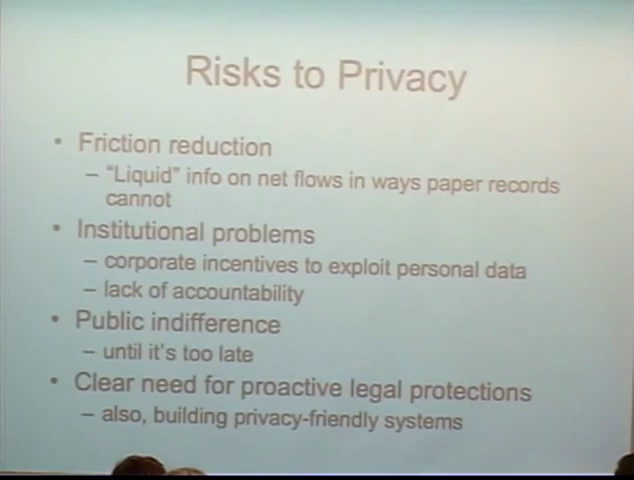 Risks to Privacy
• Friction reduction
– "Liquid" info on net flows in ways paper records
cannot
• Institutional problems
– corporate incentives to exploit personal data
– lack of accountability
• Public indifference
– until it's too late
• Clear need for proactive legal protections
– also, building privacy-friendly systems